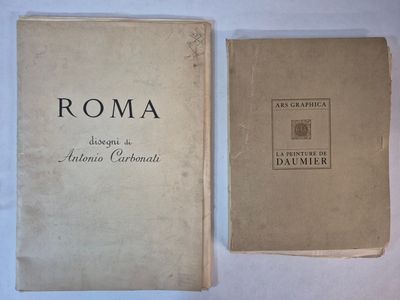 ROMA
disegni di
Antonio Carbonati
ARS GRAPHICA
LA PEINTURE DE
DAUMIER